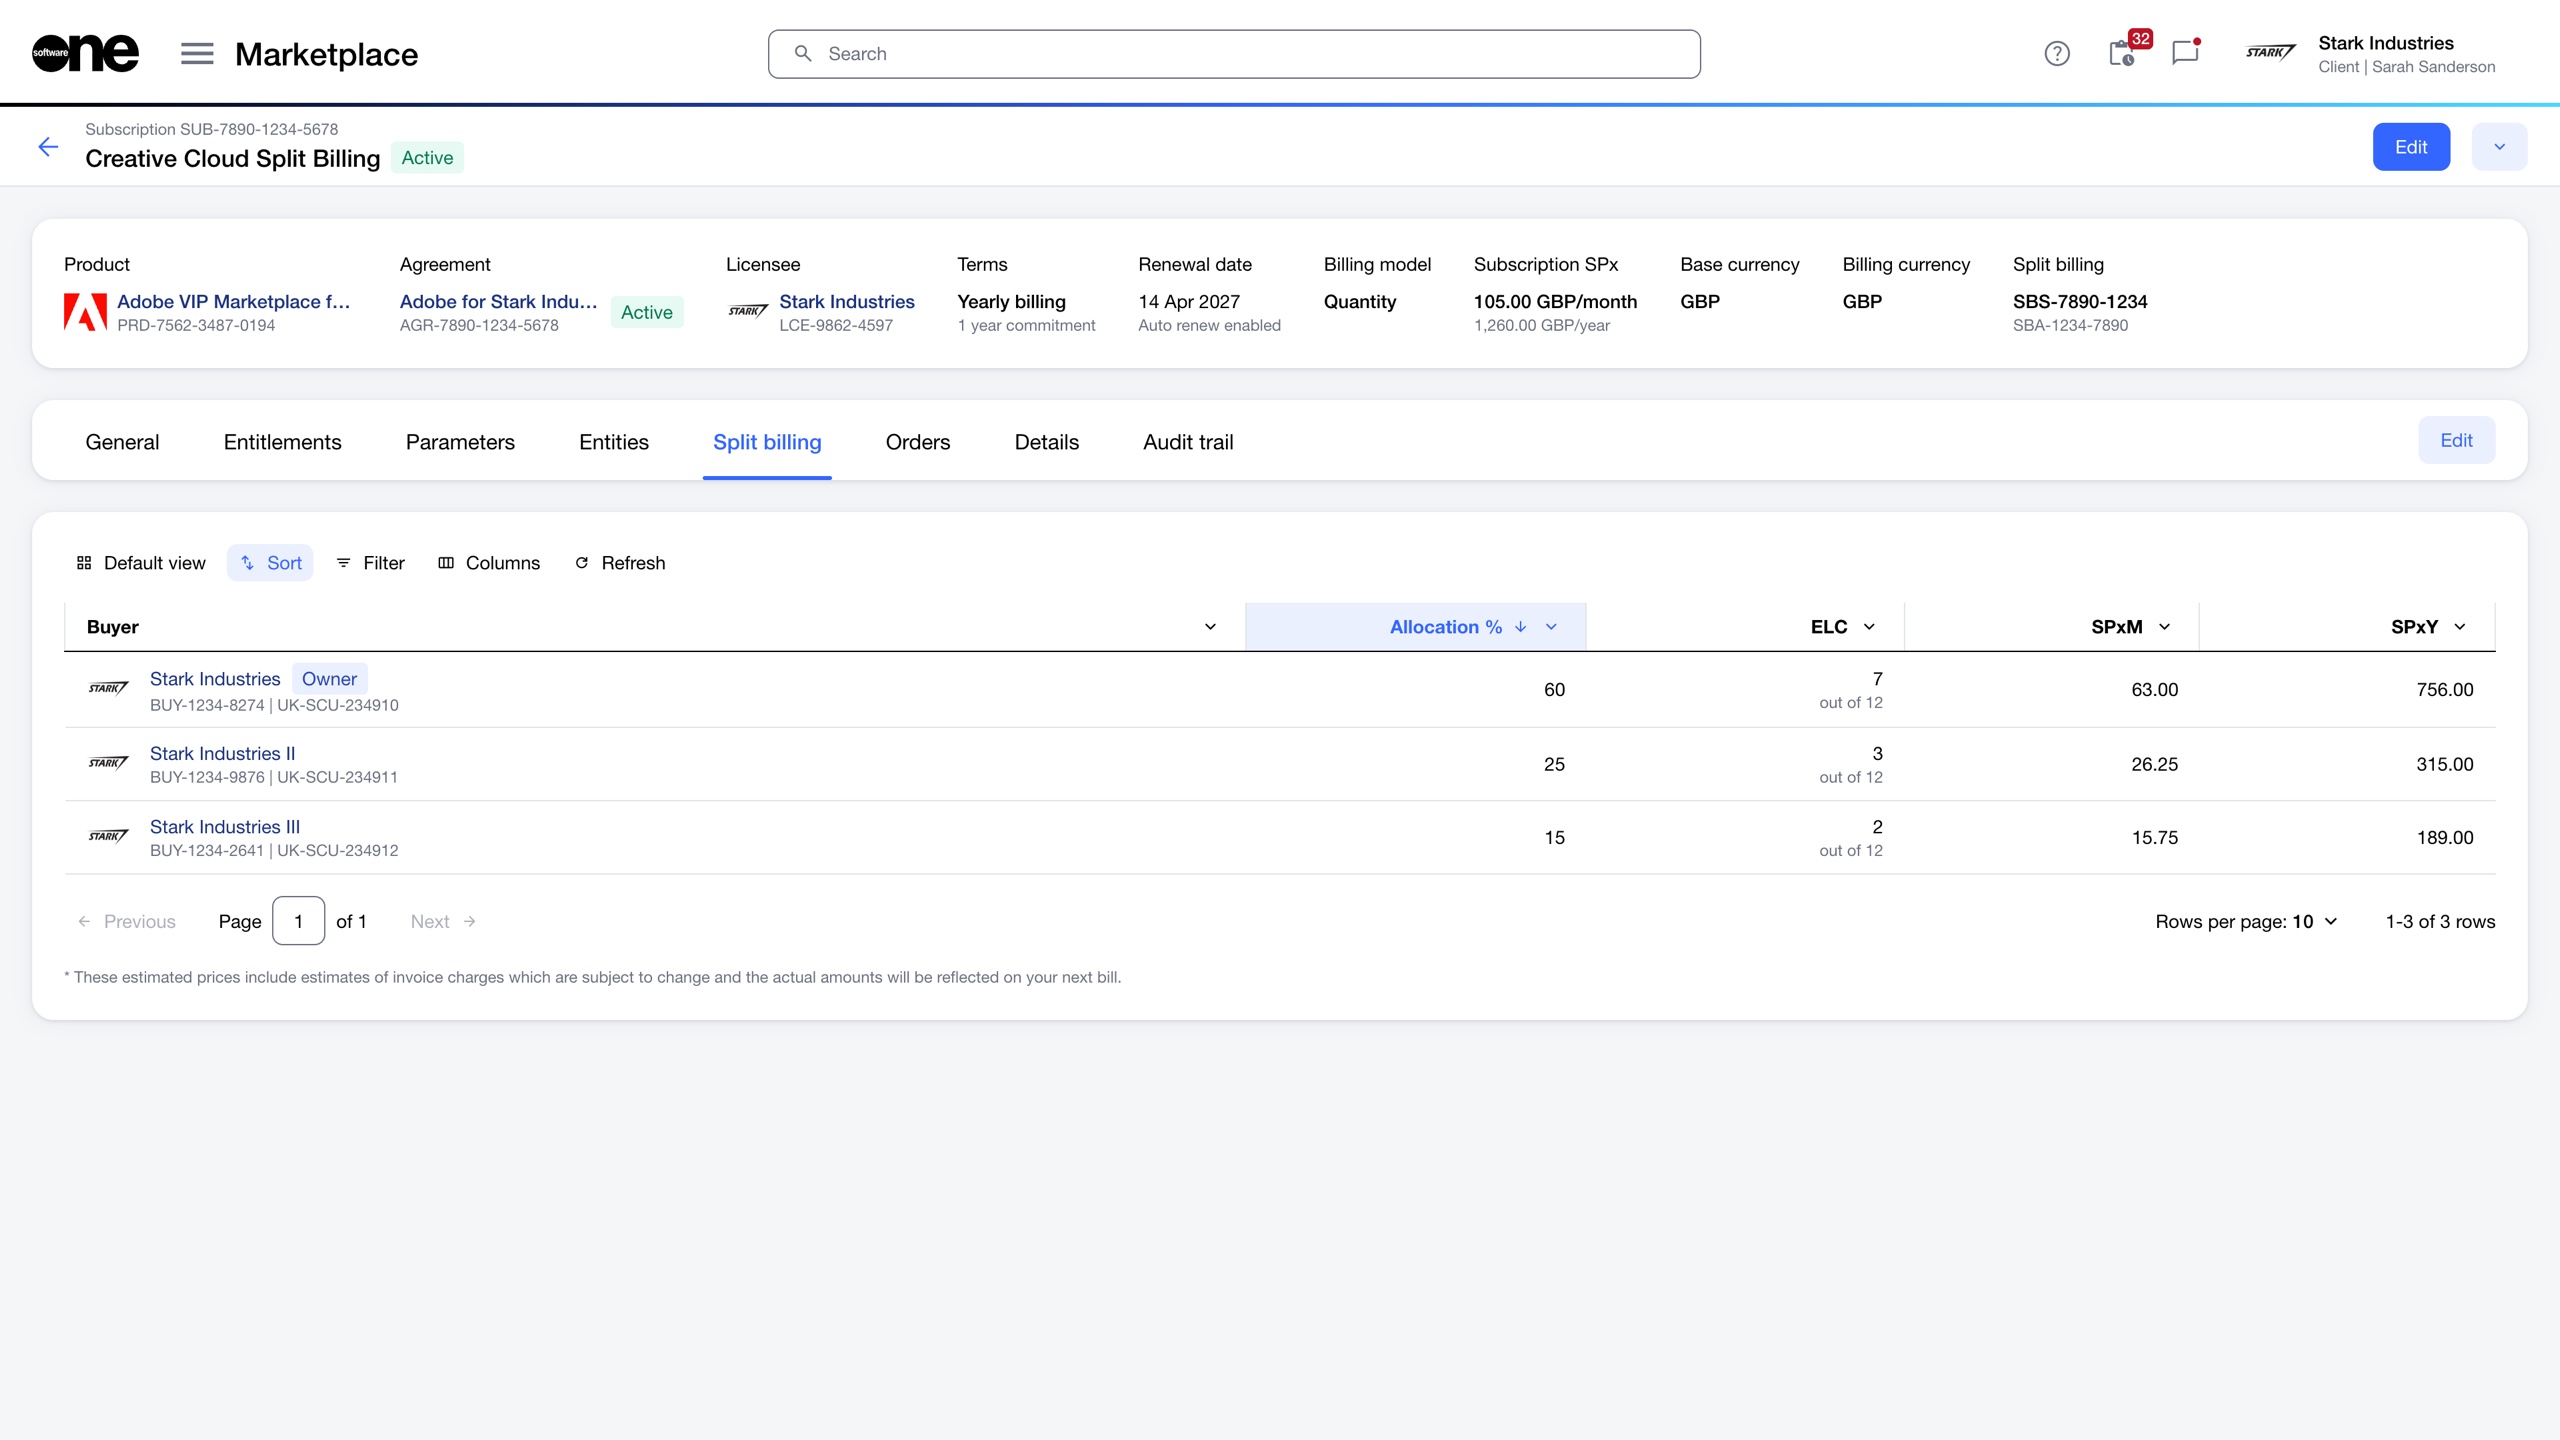 software one
Marketplace
Search
32
STARK
Stark Industries
Client | Sarah Sanderson
Subscription SUB-7890-1234-5678
Creative Cloud Split Billing Active
Edit
Product
Adobe VIP Marketplace f...
PRD-7562-3487-0194
Agreement
Adobe for Stark Indu...
AGR-7890-1234-5678
Active
Licensee
STARK
Stark Industries
LCE-9862-4597
Terms
Yearly billing
1 year commitment
Renewal date
14 Apr 2027
Auto renew enabled
Billing model
Quantity
Subscription SPx
105.00 GBP/month
1,260.00 GBP/year
Base currency
GBP
Billing currency
GBP
Split billing
SBS-7890-1234
SBA-1234-7890
General Entitlements Parameters Entities Split billing Orders Details Audit trail Edit
Default view Sort Filter Columns Refresh
Buyer Allocation % ELC SPxM SPxY
STARK Stark Industries Owner 60 7 63.00 756.00
BUY-1234-8274 | UK-SCU-234910 out of 12
STARK Stark Industries II 25 3 26.25 315.00
BUY-1234-9876 | UK-SCU-234911 out of 12
STARK Stark Industries III 15 2 15.75 189.00
BUY-1234-2641 | UK-SCU-234912 out of 12
Previous Page 1 of 1 Next Rows per page: 10 1-3 of 3 rows
* These estimated prices include estimates of invoice charges which are subject to change and the actual amounts will be reflected on your next bill.